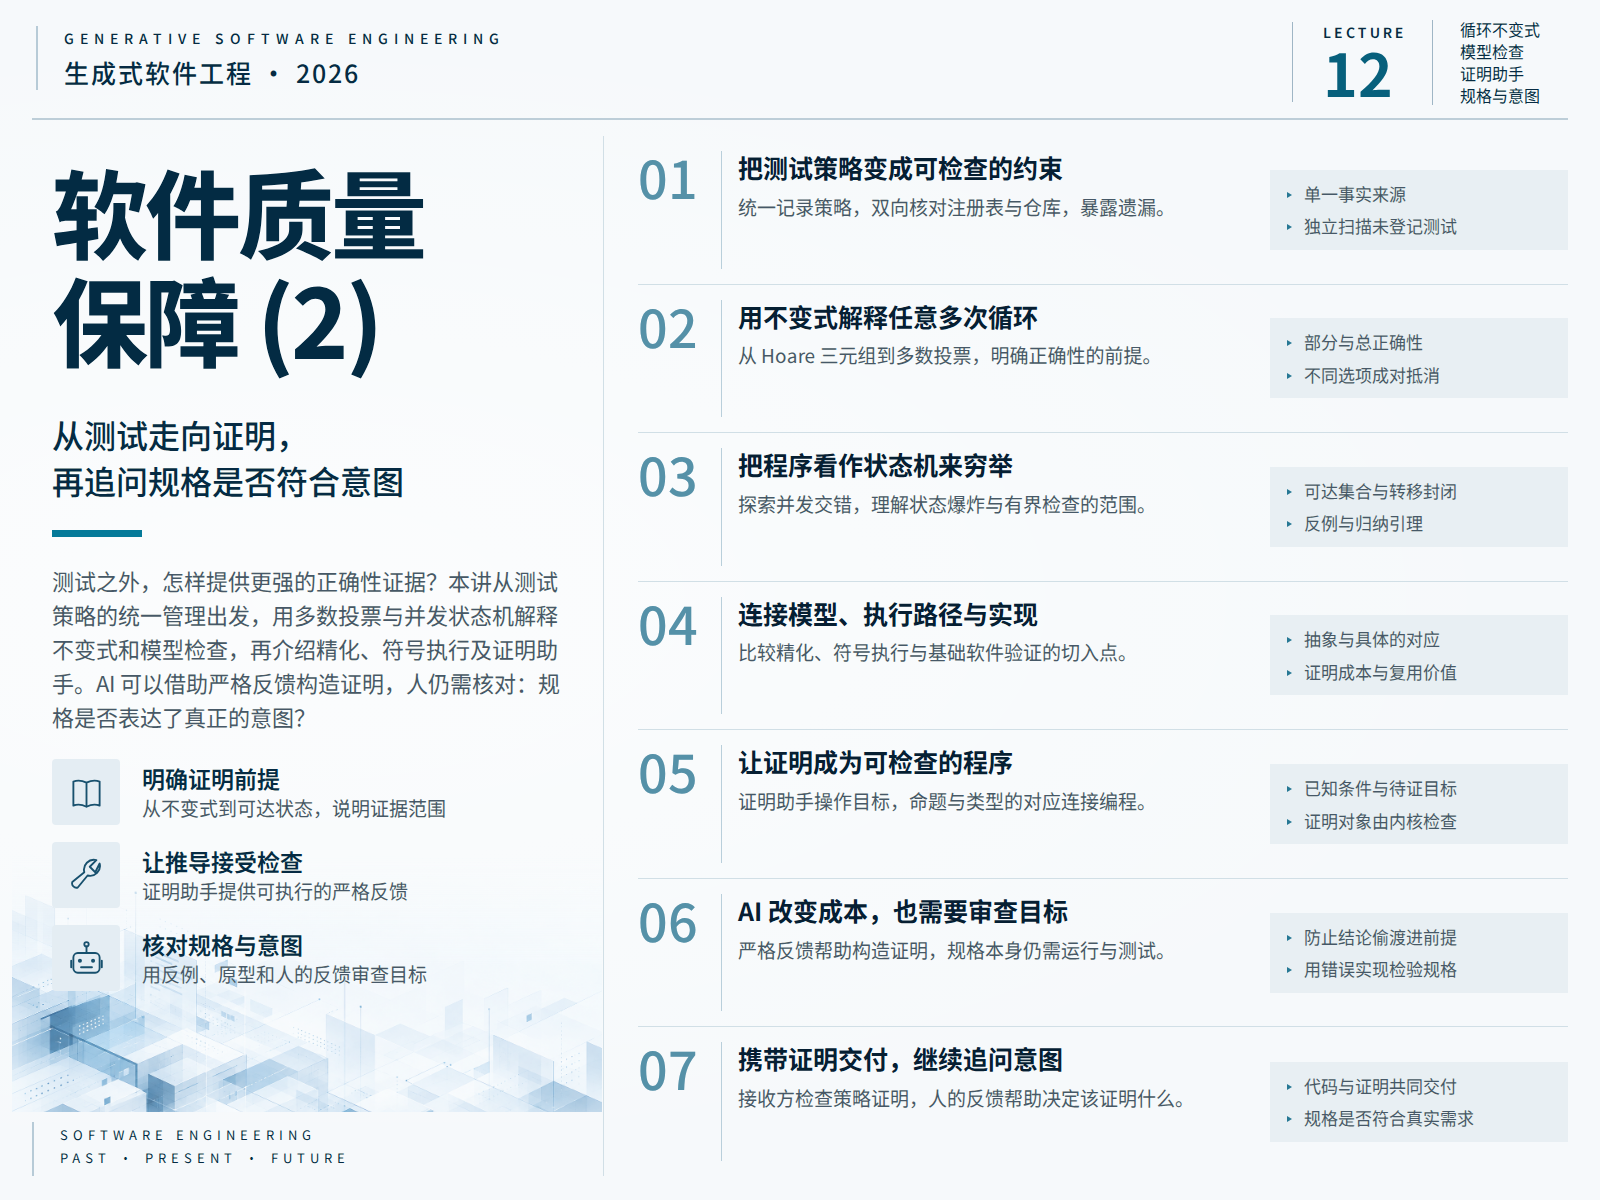 GENERATIVE SOFTWARE ENGINEERING
生成式软件工程 • 2026
LECTURE
12
循环不变式
模型检查
证明助手
规格与意图
软件质量
保障 (2)
从测试走向证明，
再追问规格是否符合意图
测试之外，怎样提供更强的正确性证据？本讲从测试
策略的统一管理出发，用多数投票与并发状态机解释
不变式和模型检查，再介绍精化、符号执行及证明助
手。AI 可以借助严格反馈构造证明，人仍需核对：规
格是否表达了真正的意图？
明确证明前提
从不变式到可达状态，说明证据范围
让推导接受检查
证明助手提供可执行的严格反馈
核对规格与意图
用反例、原型和人的反馈审查目标
SOFTWARE ENGINEERING
PAST • PRESENT • FUTURE
01
把测试策略变成可检查的约束
统一记录策略，双向核对注册表与仓库，暴露遗漏。
单一事实来源
独立扫描未登记测试
02
用不变式解释任意多次循环
从 Hoare 三元组到多数投票，明确正确性的前提。
部分与总正确性
不同选项成对抵消
03
把程序看作状态机来穷举
探索并发交错，理解状态爆炸与有界检查的范围。
可达集合与转移封闭
反例与归纳引理
04
连接模型、执行路径与实现
比较精化、符号执行与基础软件验证的切入点。
抽象与具体的对应
证明成本与复用价值
05
让证明成为可检查的程序
证明助手操作目标，命题与类型的对应连接编程。
已知条件与待证目标
证明对象由内核检查
06
AI 改变成本，也需要审查目标
严格反馈帮助构造证明，规格本身仍需运行与测试。
防止结论偷渡进前提
用错误实现检验规格
07
携带证明交付，继续追问意图
接收方检查策略证明，人的反馈帮助决定该证明什么。
代码与证明共同交付
规格是否符合真实需求